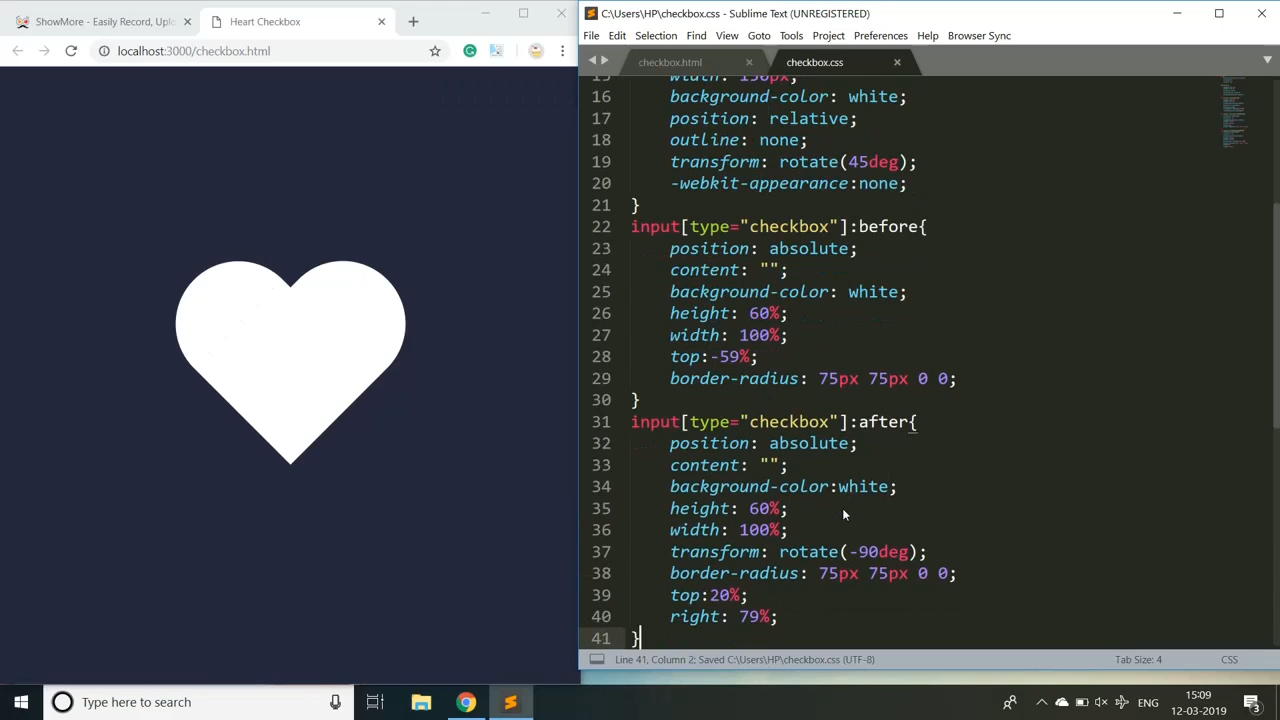 ShowMore - Easily Record, Uplo
Heart Checkbox
localhost:3000/checkbox.html
C:\Users\HP\checkbox.css - Sublime Text (UNREGISTERED)
File Edit Selection Find View Goto Tools Project Preferences Help Browser Sync
checkbox.html
checkbox.css
15 width: 150px;
16 background-color: white;
17 position: relative;
18 outline: none;
19 transform: rotate(45deg);
20 -webkit-appearance:none;
21 }
22 input[type="checkbox"]:before{
23 position: absolute;
24 content: "";
25 background-color: white;
26 height: 60%;
27 width: 100%;
28 top:-59%;
29 border-radius: 75px 75px 0 0;
30 }
31 input[type="checkbox"]:after{
32 position: absolute;
33 content: "";
34 background-color:white;
35 height: 60%;
36 width: 100%;
37 transform: rotate(-90deg);
38 border-radius: 75px 75px 0 0;
39 top:20%;
40 right: 79%;
41 }
Line 41, Column 2; Saved C:\Users\HP\checkbox.css (UTF-8)
Tab Size: 4
CSS
Type here to search
ENG
15:09
12-03-2019
3